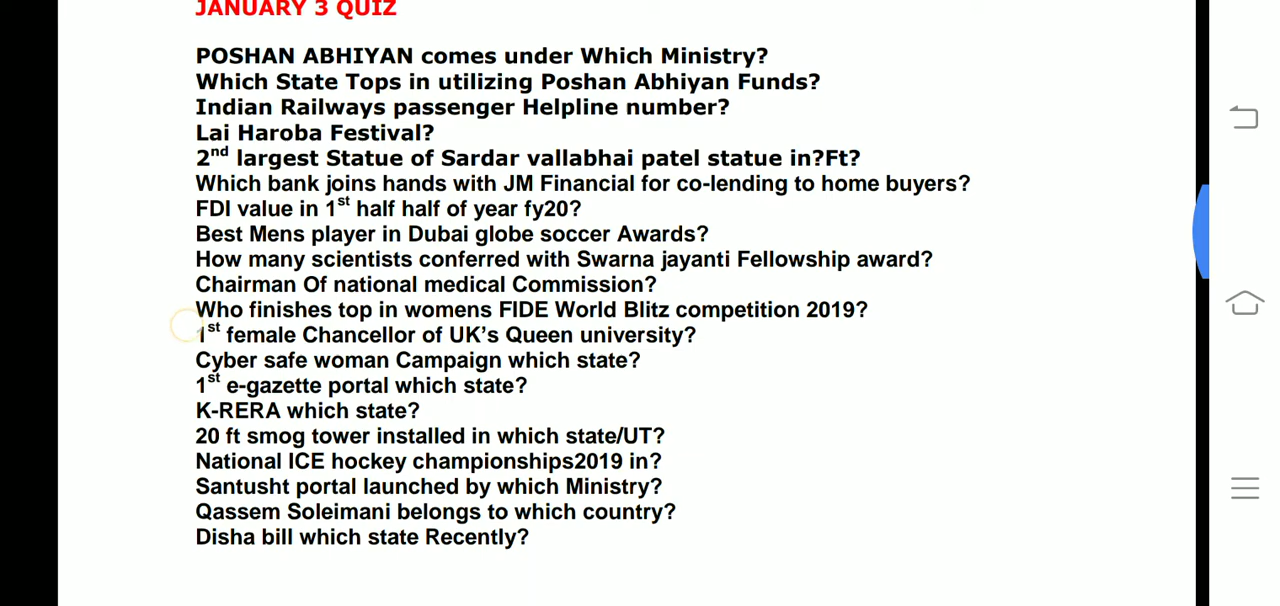 JANUARY 3 QUIZ
POSHAN ABHIYAN comes under Which Ministry?
Which State Tops in utilizing Poshan Abhiyan Funds?
Indian Railways passenger Helpline number?
Lai Haroba Festival?
2nd largest Statue of Sardar vallabhai patel statue in?Ft?
Which bank joins hands with JM Financial for co-lending to home buyers?
FDI value in 1st half half of year fy20?
Best Mens player in Dubai globe soccer Awards?
How many scientists conferred with Swarna jayanti Fellowship award?
Chairman Of national medical Commission?
Who finishes top in womens FIDE World Blitz competition 2019?
1st female Chancellor of UK’s Queen university?
Cyber safe woman Campaign which state?
1st e-gazette portal which state?
K-RERA which state?
20 ft smog tower installed in which state/UT?
National ICE hockey championships2019 in?
Santusht portal launched by which Ministry?
Qassem Soleimani belongs to which country?
Disha bill which state Recently?